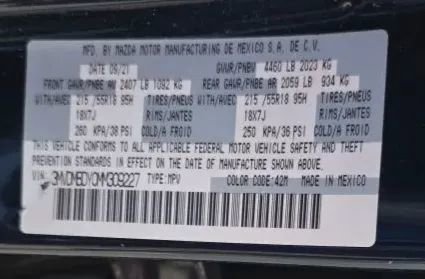 MFD. BY MAZDA MOTOR MANUFACTURING DE MEXICO S.A. DE C.V.
DATE 09/21 GVWR/PNBV 4460 LB 2023 KG
FRONT GAWR/PNBE AV 2407 LB 1092 KG REAR GAWR/PNBE AR 2059 LB 934 KG
WITH/AVEC 215 /55R18 95H TIRES/PNEUS WITH/AVEC 215 /55R18 95H TIRES/PNEUS
18X7J RIMS/JANTES 18X7J RIMS/JANTES
260 KPA/38 PSI COLD/A FROID 250 KPA/36 PSI COLD/A FROID
THIS VEHICLE CONFORMS TO ALL APPLICABLE FEDERAL MOTOR VEHICLE SAFETY AND THEFT
PREVENTION STANDARDS IN EFFECT ON THE DATE OF MANUFACTURE SHOWN ABOVE.
VIN: 3MVDMBDY0MM309227 TYPE:MPV COLOR CODE:42M MADE IN MEXICO